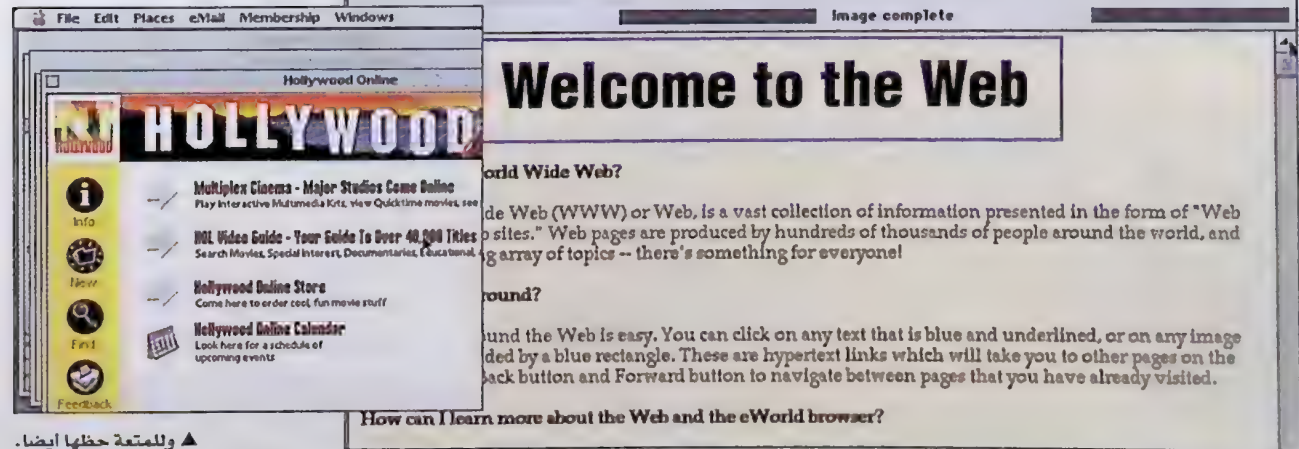 File Edit Places eMail Membership Windows
Hollywood Online
HOLLYWOOD
HOLLYWOOD
Info
New
Find
Feedback
Multiplex Cinema - Major Studios Come Online
Play Interactive Mutumedia Kits, view Quicktime movies, see
HOL Video Guide - Your Guide To Over 40,000 Titles
Search Movies, Special Interest, Documentaries, Educational,
Hollywood Online Store
Come here to order cool, fun movie stuff
Hollywood Online Calendar
Look here for a schedule of
upcoming events
Image complete
Welcome to the Web
orld Wide Web?
de Web (WWW) or Web, is a vast collection of information presented in the form of "Web
sites." Web pages are produced by hundreds of thousands of people around the world, and
g array of topics -- there's something for everyone!
round?
und the Web is easy. You can click on any text that is blue and underlined, or on any image
ded by a blue rectangle. These are hypertext links which will take you to other pages on the
Back button and Forward button to navigate between pages that you have already visited.
How can I learn more about the Web and the eWorld browser?
▲ وللمتعة حظها ايضا.